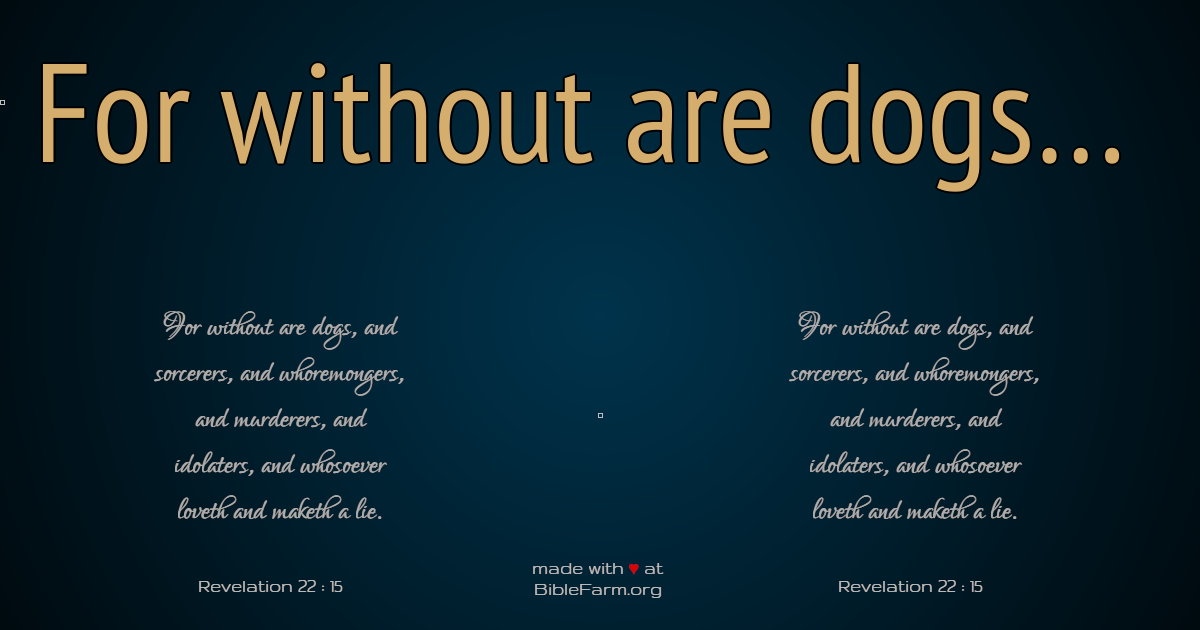 For without are dogs...
For without are dogs, and
sorcerers, and whoremongers,
and murderers, and
idolaters, and whosoever
loveth and maketh a lie.
Revelation 22 : 15
For without are dogs, and
sorcerers, and whoremongers,
and murderers, and
idolaters, and whosoever
loveth and maketh a lie.
Revelation 22 : 15
made with ♥ at
BibleFarm.org